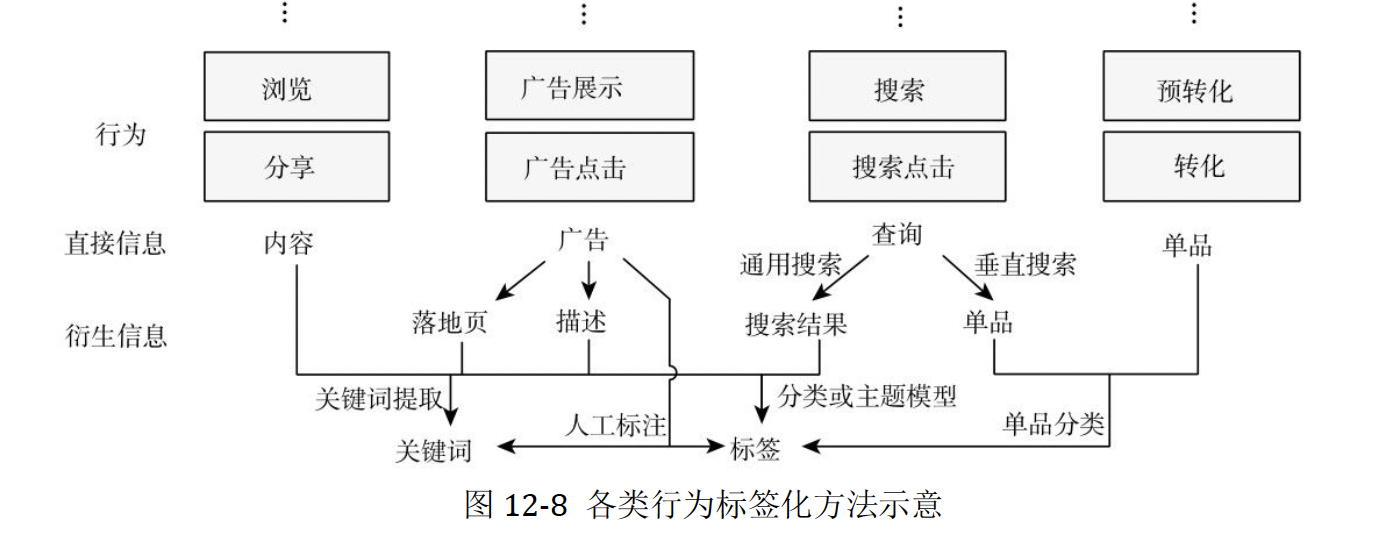 浏览
广告展示
搜索
预转化
行为
分享
广告点击
搜索点击
转化
直接信息
内容
广告
查询
单品
通用搜索
垂直搜索
衍生信息
落地页
描述
搜索结果
单品
关键词提取
分类或主题模型
人工标注
单品分类
关键词
标签
图 12-8 各类行为标签化方法示意